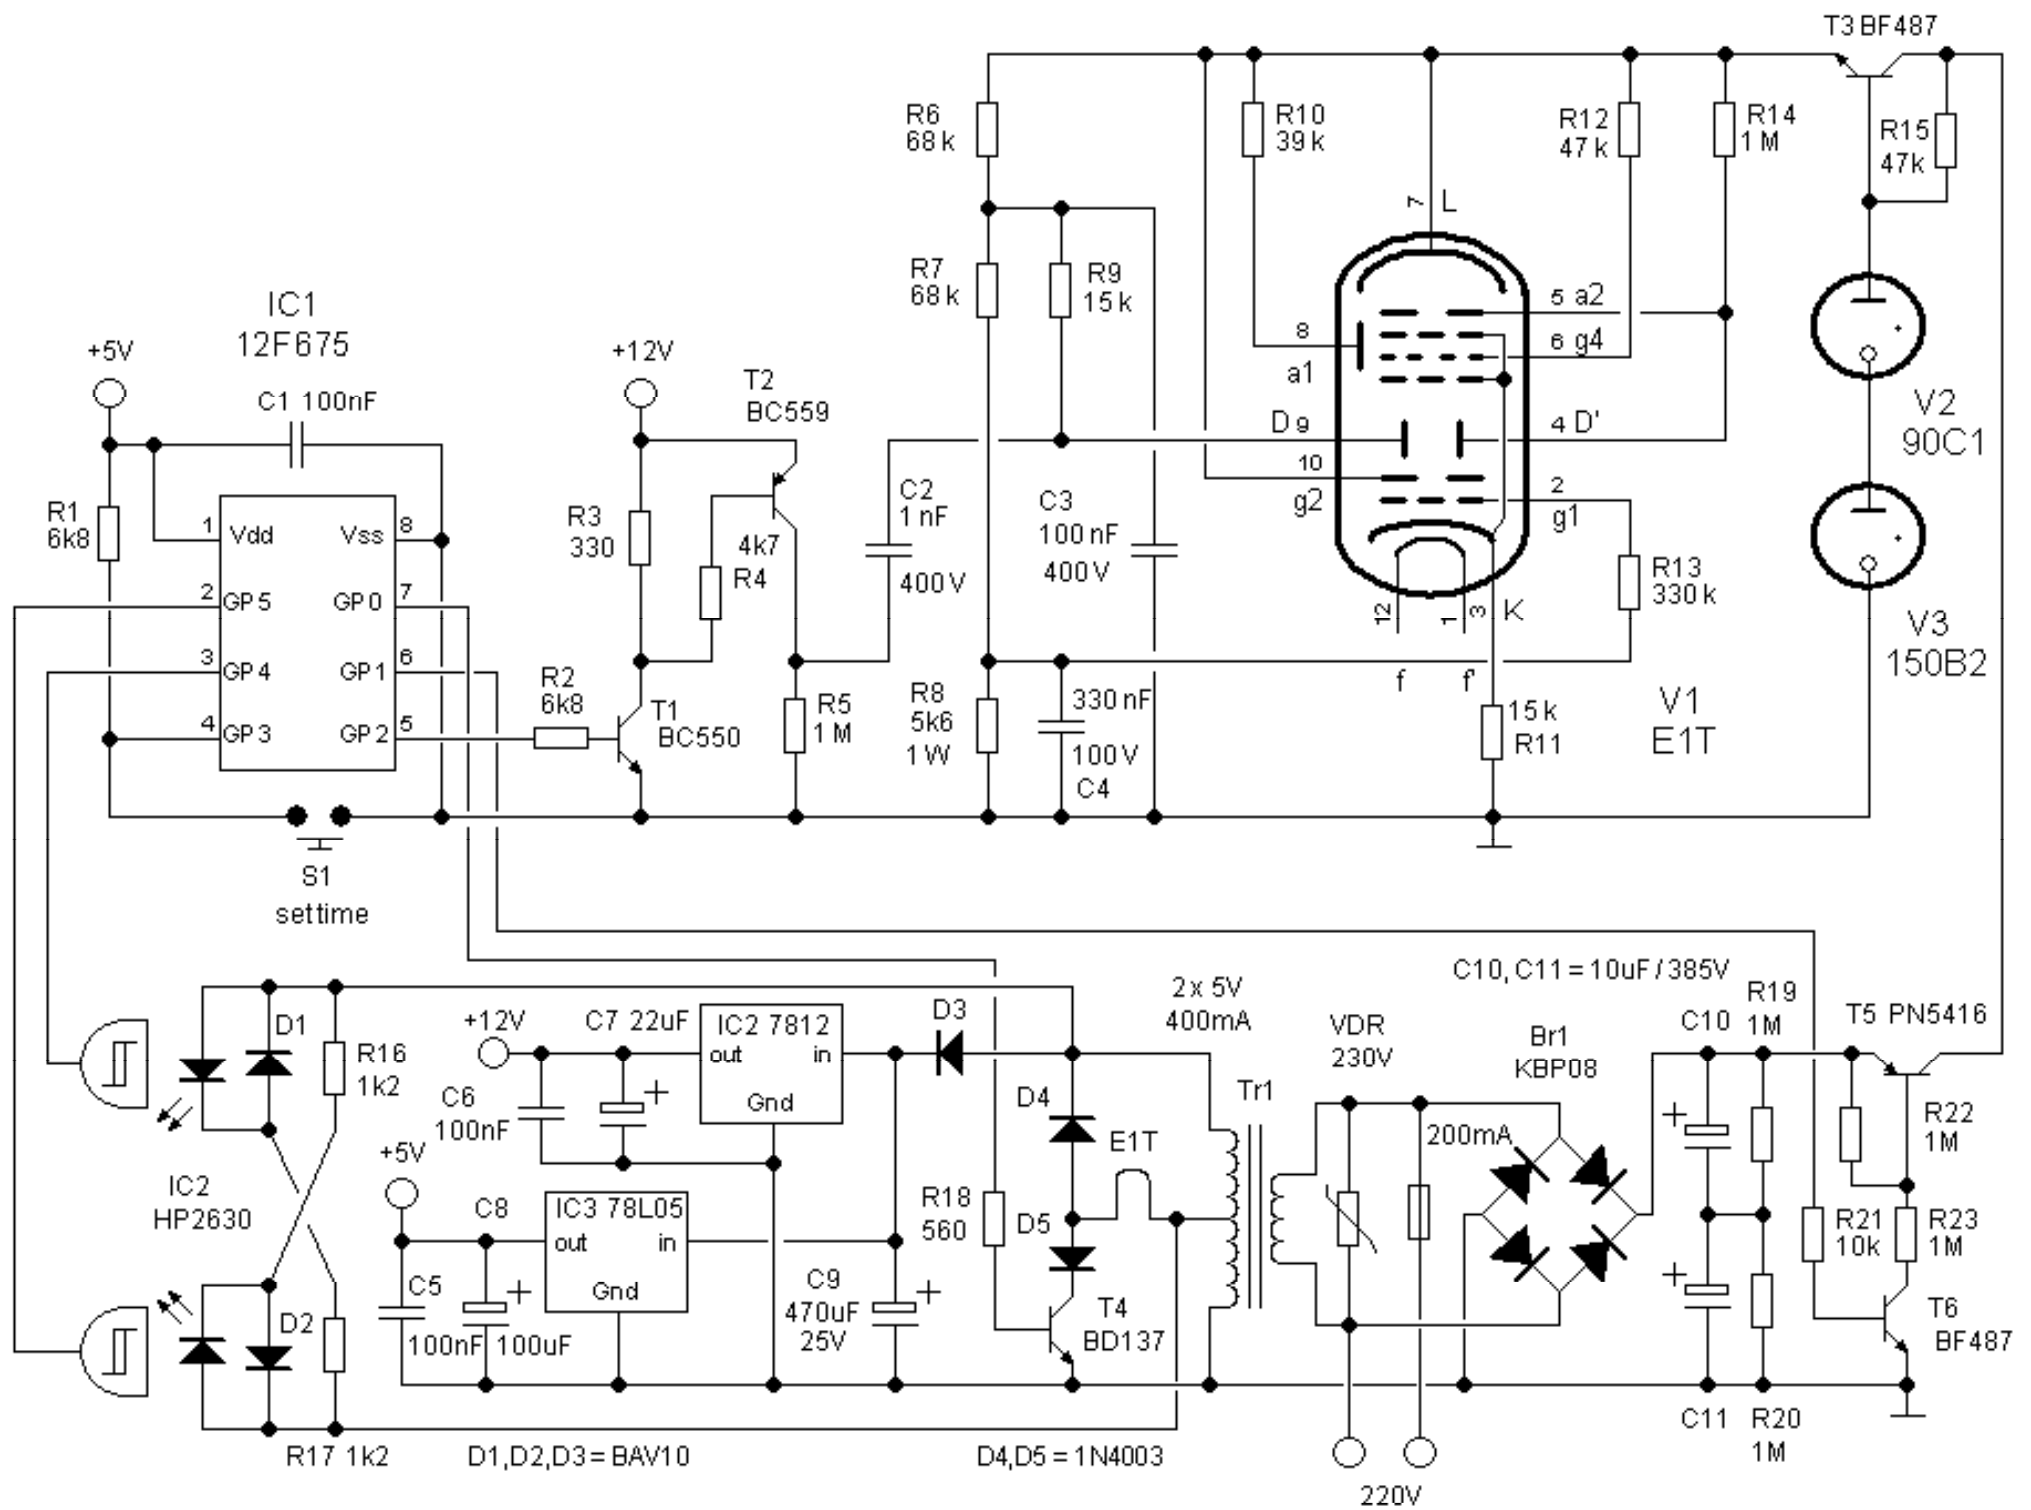 T3 BF487
R6
68 k
R10
39 k
R12
47 k
R14
1 M
R15
47k
7
L
R7
68 k
R9
15 k
5 a2
8
6 g4
a1
IC1
12F675
+5V
+12V
C1 100nF
T2
BC559
D 9
4 D'
V2
90C1
10
g2
2
g1
R1
6k8
1
Vdd
Vss
8
R3
330
4k7
R4
C2
1 nF
400 V
C3
100 nF
400 V
R13
330 k
2
GP5
GP0
7
12
1
3
K
V3
150B2
3
GP4
GP1
6
R2
6k8
f
f'
4
GP3
GP2
5
T1
BC550
R5
1 M
R8
5k6
1 W
330 nF
100 V
C4
15 k
R11
V1
E1T
S1
set time
C10, C11 = 10uF / 385V
2 x 5V
400mA
D1
R16
1k2
+12V
C7 22uF
IC2 7812
out
in
Gnd
D3
VDR
230V
Br1
KBP08
C10
R19
1M
T5 PN5416
C6
100nF
+
D4
Tr1
E1T
200mA
+
R22
1M
+5V
IC2
HP2630
C8
IC3 78L05
out
in
Gnd
R18
560
D5
R21
10k
R23
1M
C5
100nF
+
100uF
C9
470uF
25V
+
+
D2
T4
BD137
T6
BF487
R17 1k2
D1,D2,D3 = BAV10
D4,D5 = 1N4003
C11
R20
1M
220V